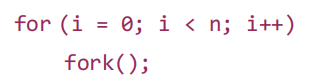 for (i = 0; i < n; i++)
fork();